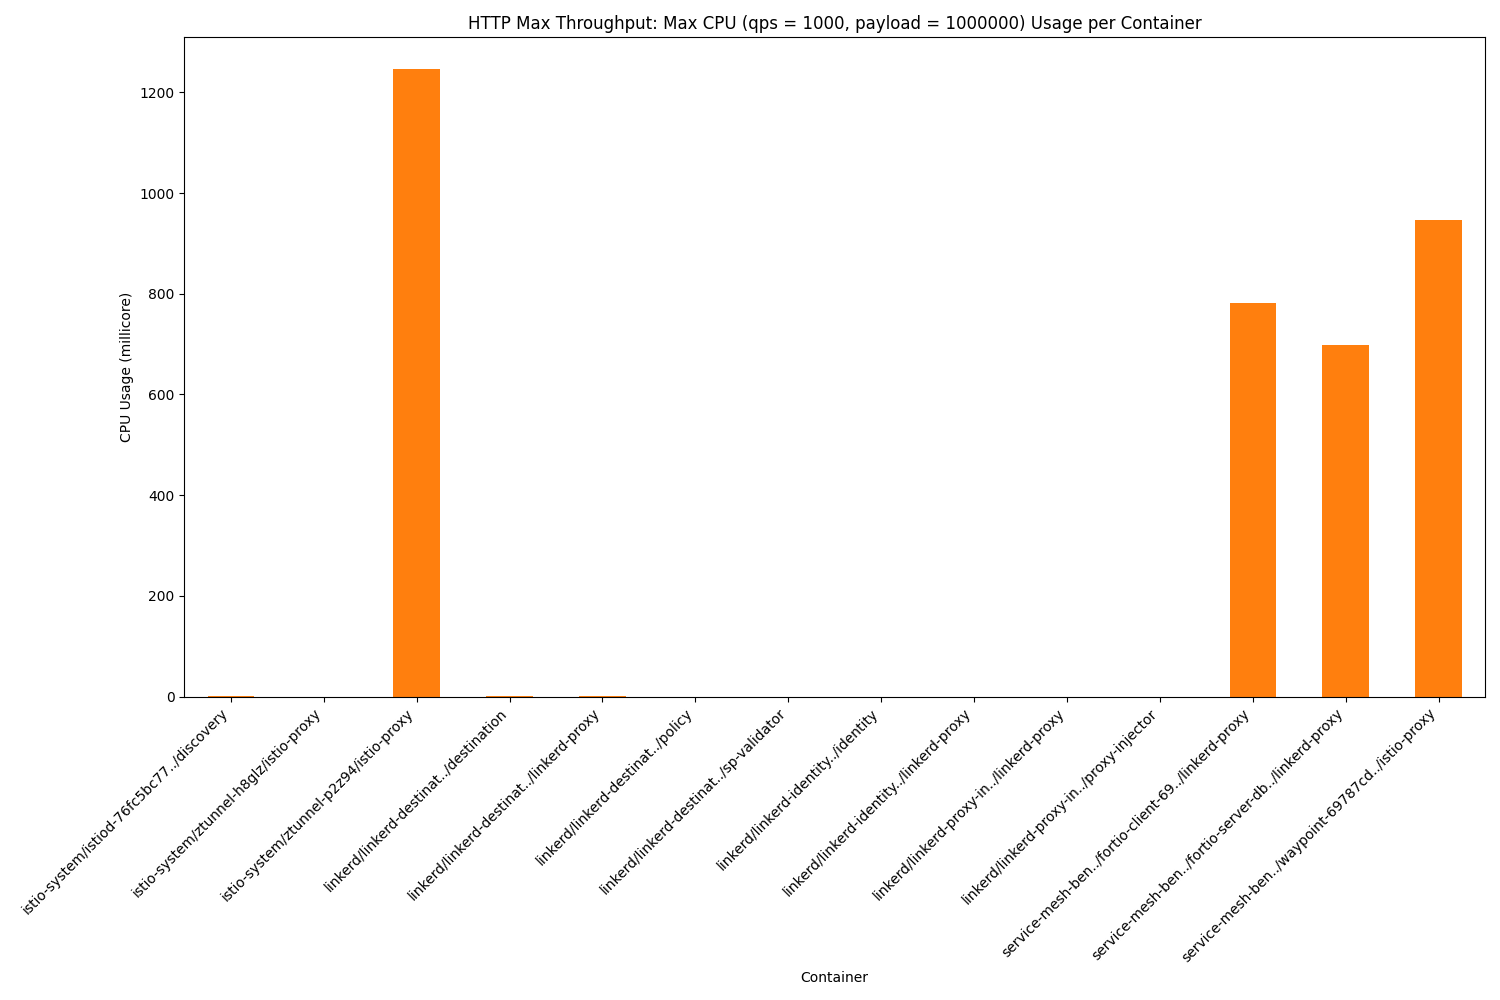 HTTP Max Throughput: Max CPU (qps = 1000, payload = 1000000) Usage per Container
CPU Usage (millicore)
1200
1000
800
600
400
200
0
istio-system/istiod-76fc5bc77../discovery
istio-system/ztunnel-h8glz/istio-proxy
istio-system/ztunnel-p2z94/istio-proxy
linkerd/linkerd-destinat../destination
linkerd/linkerd-destinat../linkerd-proxy
linkerd/linkerd-destinat../policy
linkerd/linkerd-destinat../sp-validator
linkerd/linkerd-identity../identity
linkerd/linkerd-identity../linkerd-proxy
linkerd/linkerd-proxy-in../linkerd-proxy
linkerd/linkerd-proxy-in../proxy-injector
service-mesh-ben../fortio-client-69../linkerd-proxy
service-mesh-ben../fortio-server-db../linkerd-proxy
service-mesh-ben../waypoint-69787cd../istio-proxy
Container